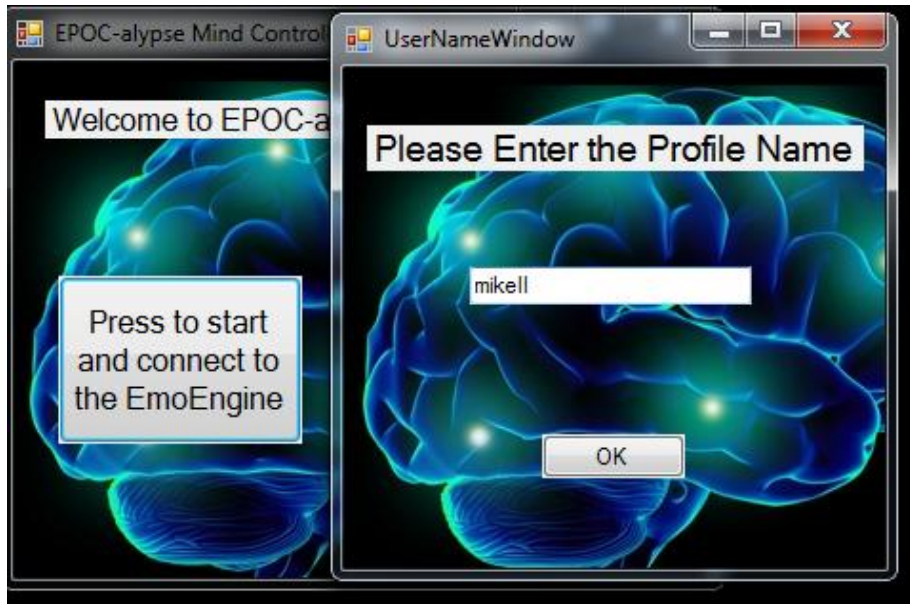 EPOC-alypse Mind Control
Welcome to EPOC-a
Press to start
and connect to
the EmoEngine
UserNameWindow
Please Enter the Profile Name
mikell
OK